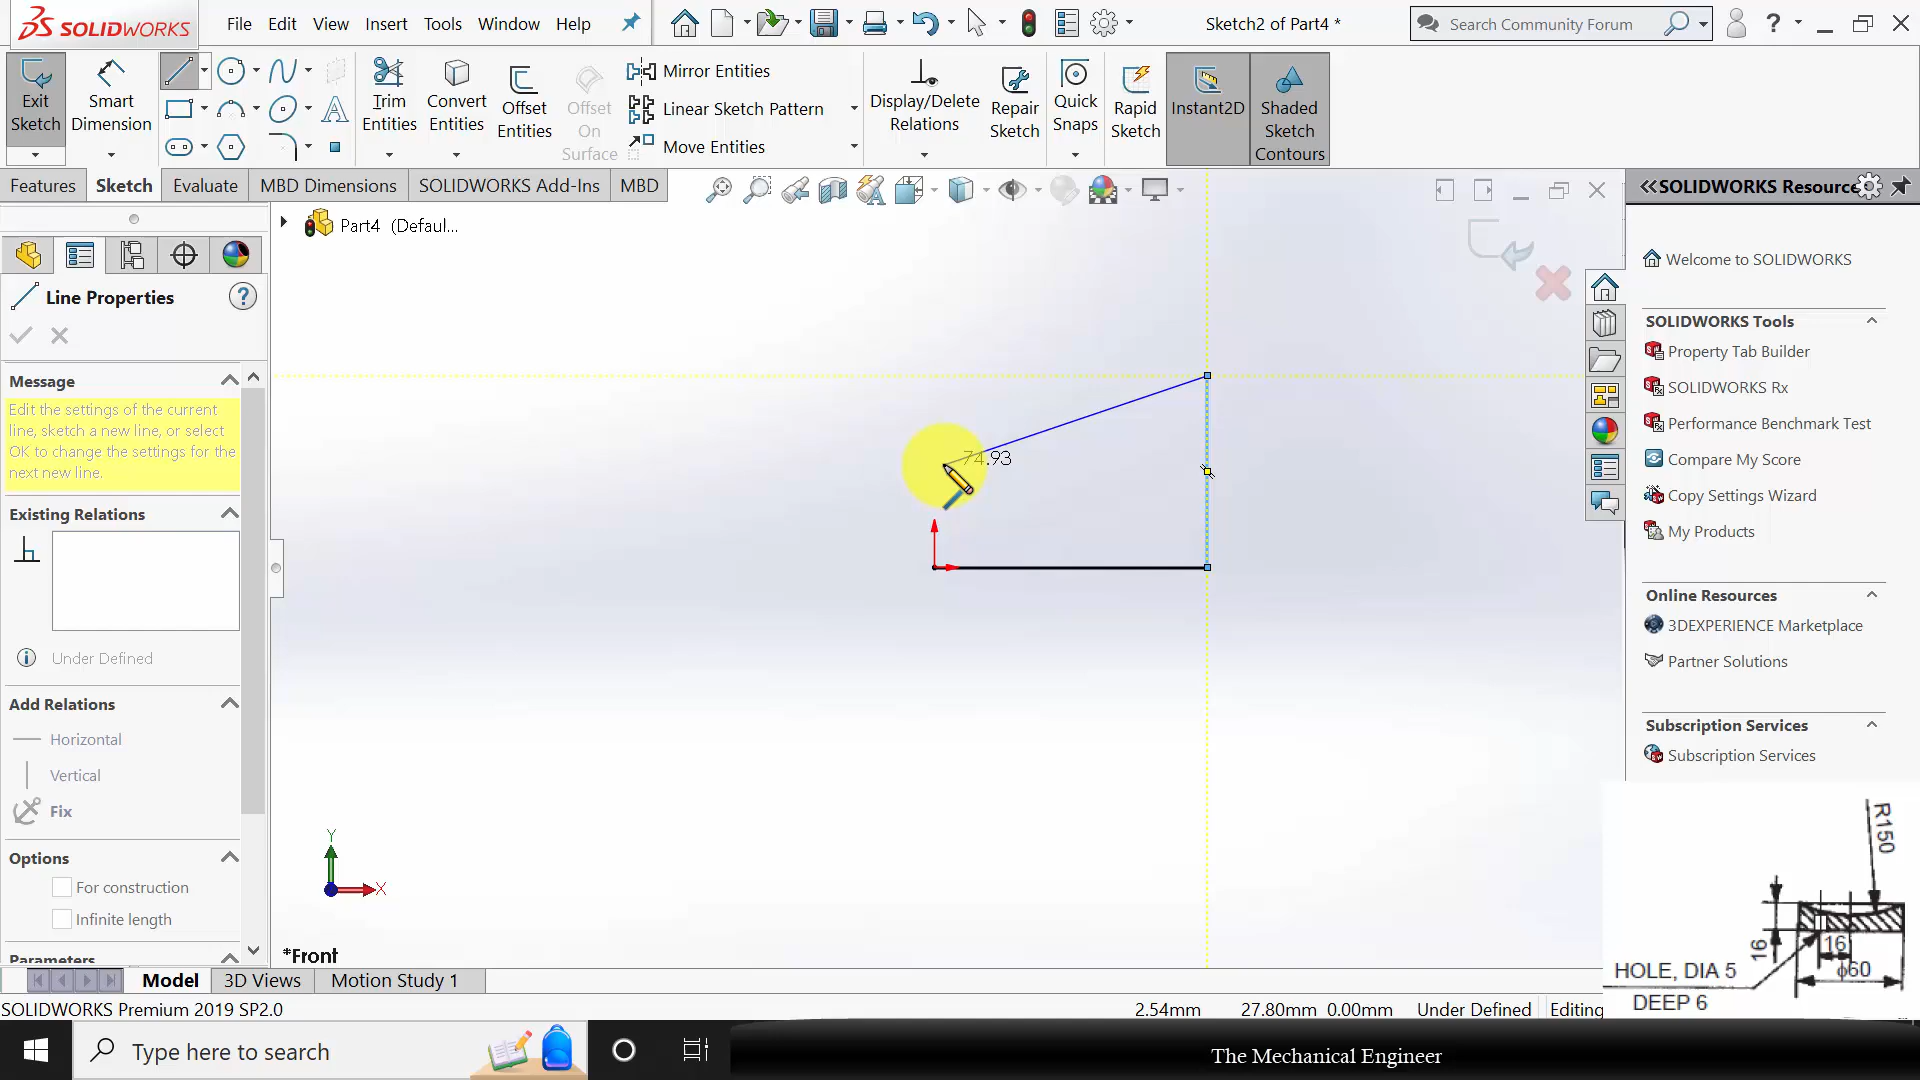 SOLIDWORKS File Edit View Insert Tools Window Help Sketch2 of Part4 * Search Community Forum ?
Exit Sketch
Smart Dimension
Trim Entities
Convert Entities
Offset Entities
Offset On Surface
Mirror Entities
Linear Sketch Pattern
Move Entities
Display/Delete Relations
Repair Sketch
Quick Snaps
Rapid Sketch
Instant2D
Shaded Sketch Contours
Features Sketch Evaluate MBD Dimensions SOLIDWORKS Add-Ins MBD
SOLIDWORKS Resource
Part4 (Defaul...
Line Properties ?
Message
Edit the settings of the current
line, sketch a new line, or select
OK to change the settings for the
next new line.
Existing Relations
Under Defined
Add Relations
Horizontal
Vertical
Fix
Options
For construction
Infinite length
Parameters
74.93
Y
X
*Front
Welcome to SOLIDWORKS
SOLIDWORKS Tools
Property Tab Builder
SOLIDWORKS Rx
Performance Benchmark Test
Compare My Score
Copy Settings Wizard
My Products
Online Resources
3DEXPERIENCE Marketplace
Partner Solutions
Subscription Services
Subscription Services
R150
16
16
ϕ60
HOLE, DIA 5
DEEP 6
Model 3D Views Motion Study 1
SOLIDWORKS Premium 2019 SP2.0 2.54mm 27.80mm 0.00mm Under Defined Editing
Type here to search
The Mechanical Engineer